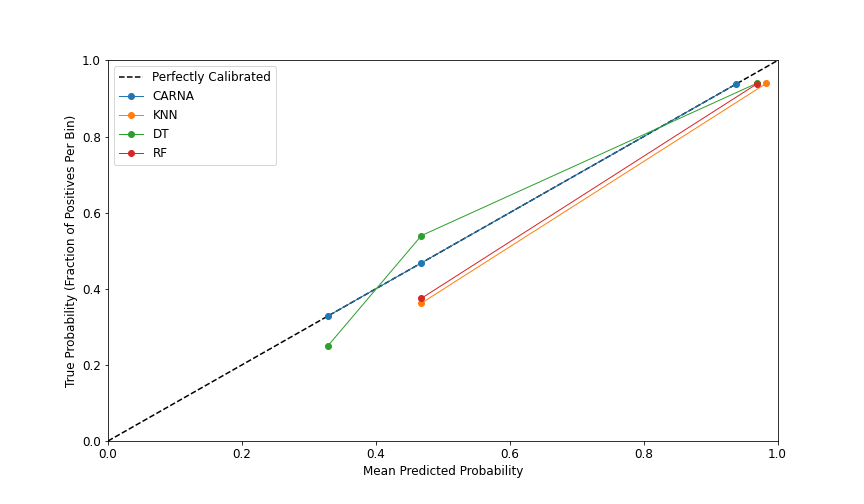 1.0
0.8
0.6
0.4
0.2
0.0
True Probability (Fraction of Positives Per Bin)
Perfectly Calibrated
CARNA
KNN
DT
RF
0.0 0.2 0.4 0.6 0.8 1.0
Mean Predicted Probability